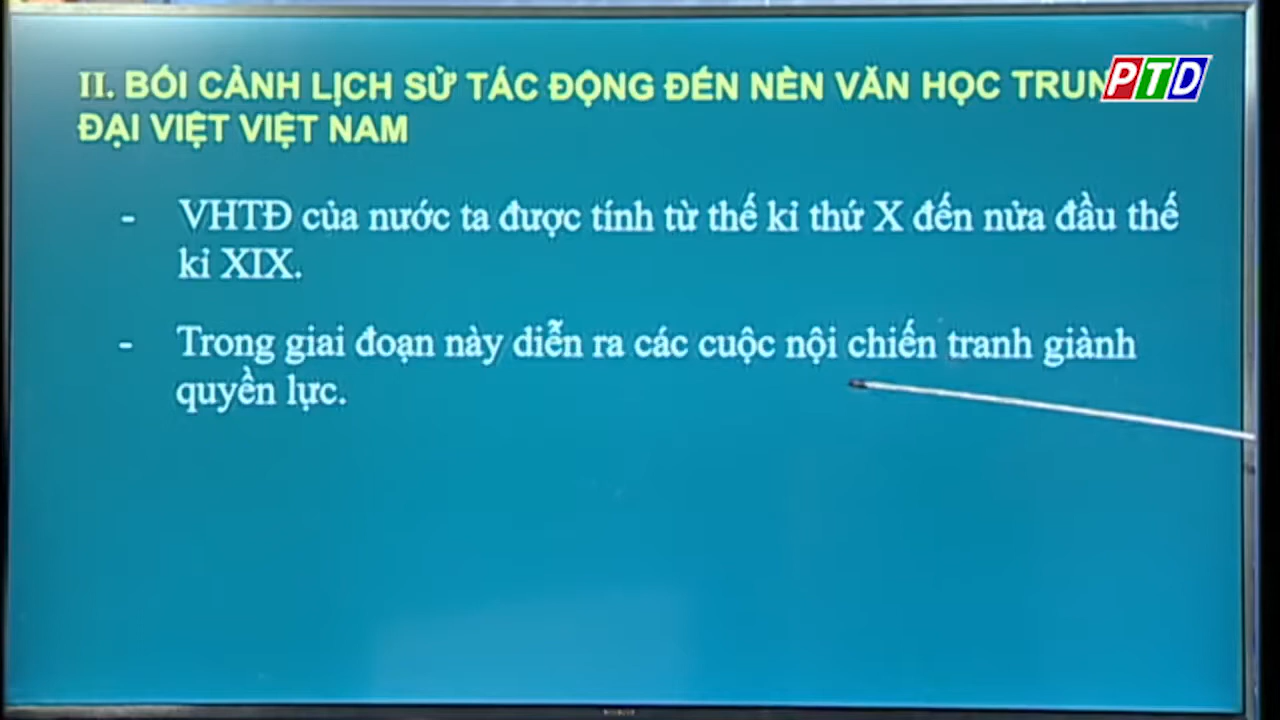 II. BỐI CẢNH LỊCH SỬ TÁC ĐỘNG ĐẾN NỀN VĂN HỌC TRUN
PTD
ĐẠI VIỆT VIỆT NAM
- VHTĐ của nước ta được tính từ thế kỉ thứ X đến nửa đầu thế
kỉ XIX.
- Trong giai đoạn này diễn ra các cuộc nội chiến tranh giành
quyền lực.